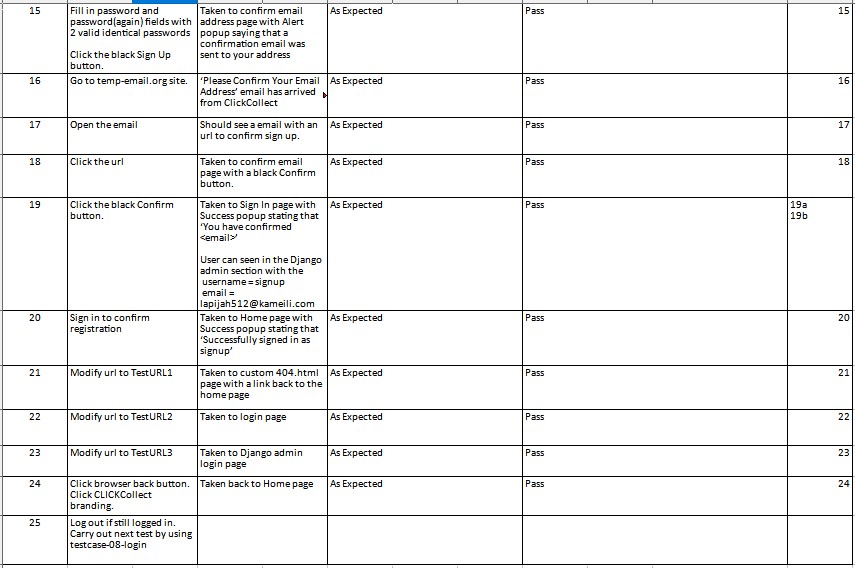 15
Fill in password and
password(again) fields with
2 valid identical passwords
Click the black Sign Up
button.
Taken to confirm email
address page with Alert
popup saying that a
confirmation email was
sent to your address
As Expected
Pass
15
16
Go to temp-email.org site.
‘Please Confirm Your Email
Address’ email has arrived
from ClickCollect
As Expected
Pass
16
17
Open the email
Should see a email with an
url to confirm sign up.
As Expected
Pass
17
18
Click the url
Taken to confirm email
page with a black Confirm
button.
As Expected
Pass
18
19
Click the black Confirm
button.
Taken to Sign In page with
Success popup stating that
‘You have confirmed
<email>’
User can seen in the Django
admin section with the
username = signup
email =
lapijah512@kameili.com
As Expected
Pass
19a
19b
20
Sign in to confirm
registration
Taken to Home page with
Success popup stating that
‘Successfully signed in as
signup’
As Expected
Pass
20
21
Modify url to TestURL1
Taken to custom 404.html
page with a link back to the
home page
As Expected
Pass
21
22
Modify url to TestURL2
Taken to login page
As Expected
Pass
22
23
Modify url to TestURL3
Taken to Django admin
login page
As Expected
Pass
23
24
Click browser back button.
Click CLICKCollect
branding.
Taken back to Home page
As Expected
Pass
24
25
Log out if still logged in.
Carry out next test by using
testcase-08-login